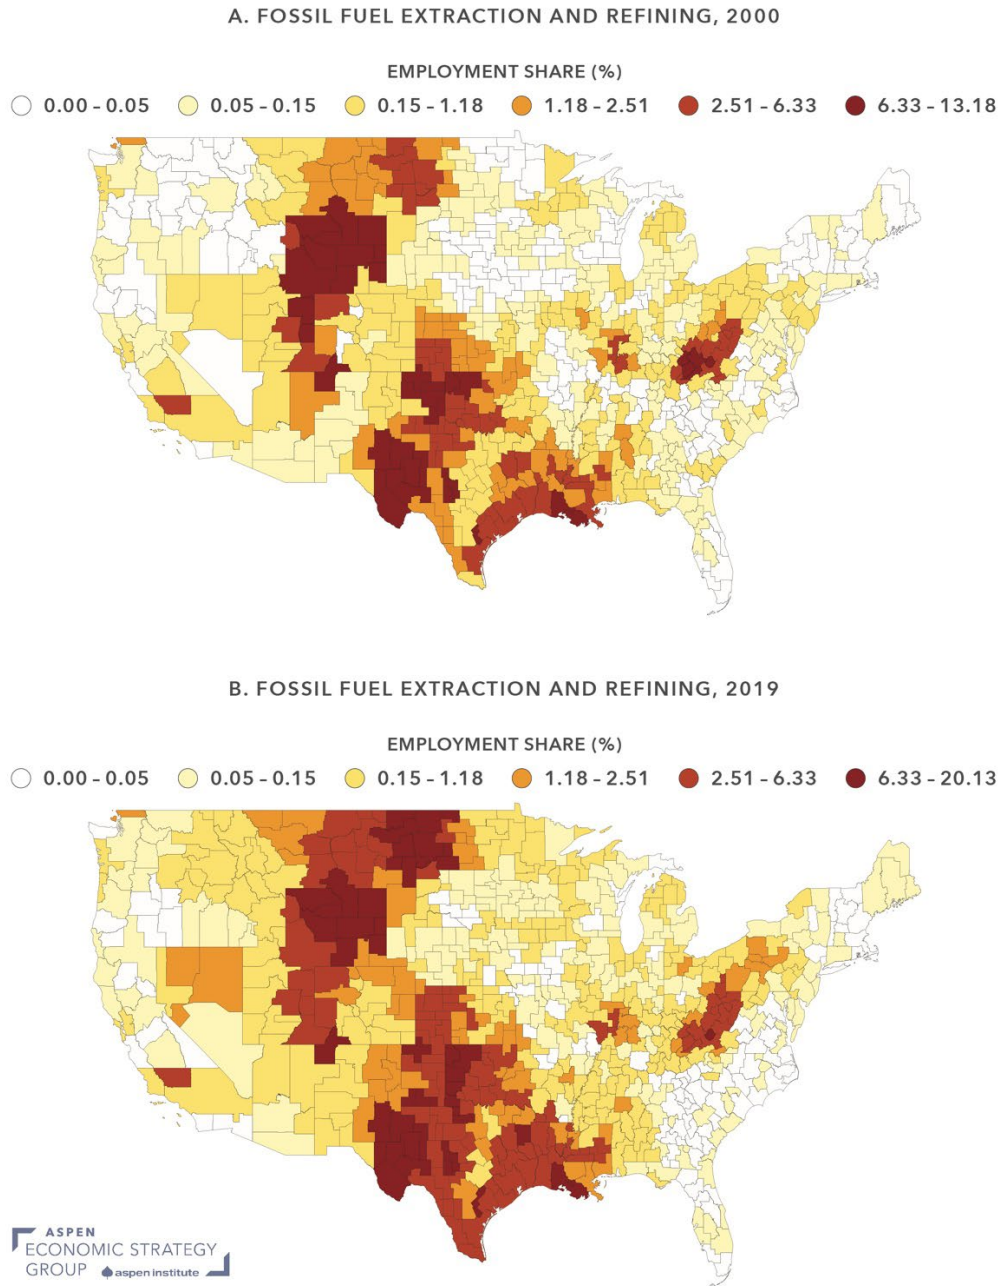 A. FOSSIL FUEL EXTRACTION AND REFINING, 2000
EMPLOYMENT SHARE (%)
0.00 - 0.05 0.05 - 0.15 0.15 - 1.18 1.18 - 2.51 2.51 - 6.33 6.33 - 13.18
B. FOSSIL FUEL EXTRACTION AND REFINING, 2019
EMPLOYMENT SHARE (%)
0.00 - 0.05 0.05 - 0.15 0.15 - 1.18 1.18 - 2.51 2.51 - 6.33 6.33 - 20.13
ASPEN
ECONOMIC STRATEGY
GROUP aspen institute